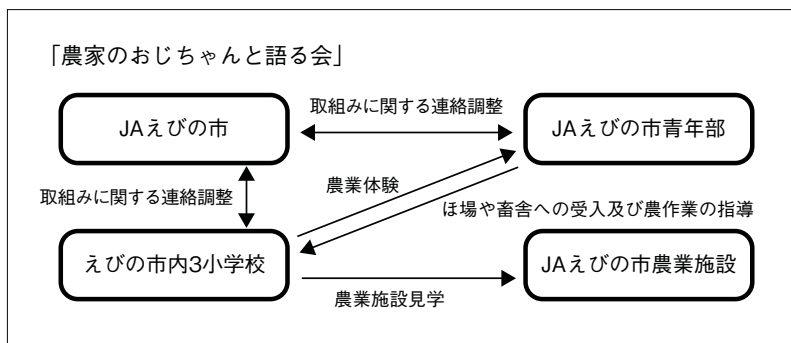 「農家のおじちゃんと語る会」
取組みに関する連絡調整
JAえびの市
JAえびの市青年部
取組みに関する連絡調整
農業体験
ほ場や畜舎への受入及び農作業の指導
えびの市内3小学校
JAえびの市農業施設
農業施設見学